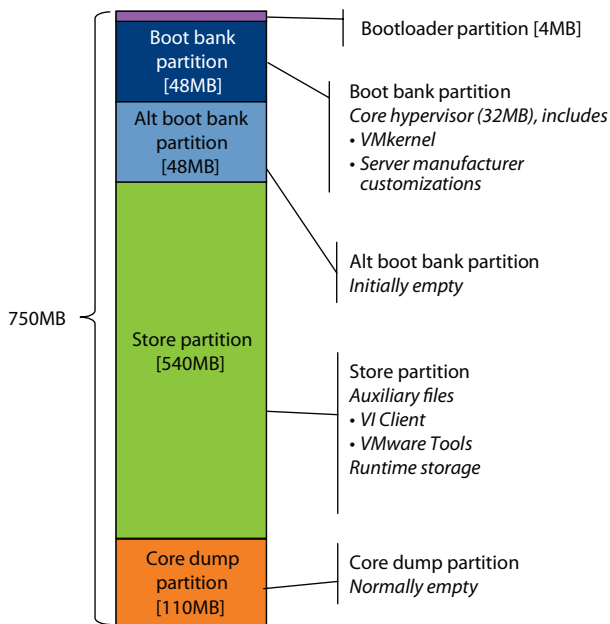 Boot bank
partition
[48MB]
Alt boot bank
partition
[48MB]
750MB
Store partition
[540MB]
Core dump
partition
[110MB]
Bootloader partition [4MB]
Boot bank partition
Core hypervisor (32MB), includes
• VMkernel
• Server manufacturer
customizations
Alt boot bank partition
Initially empty
Store partition
Auxiliary files
• VI Client
• VMware Tools
Runtime storage
Core dump partition
Normally empty